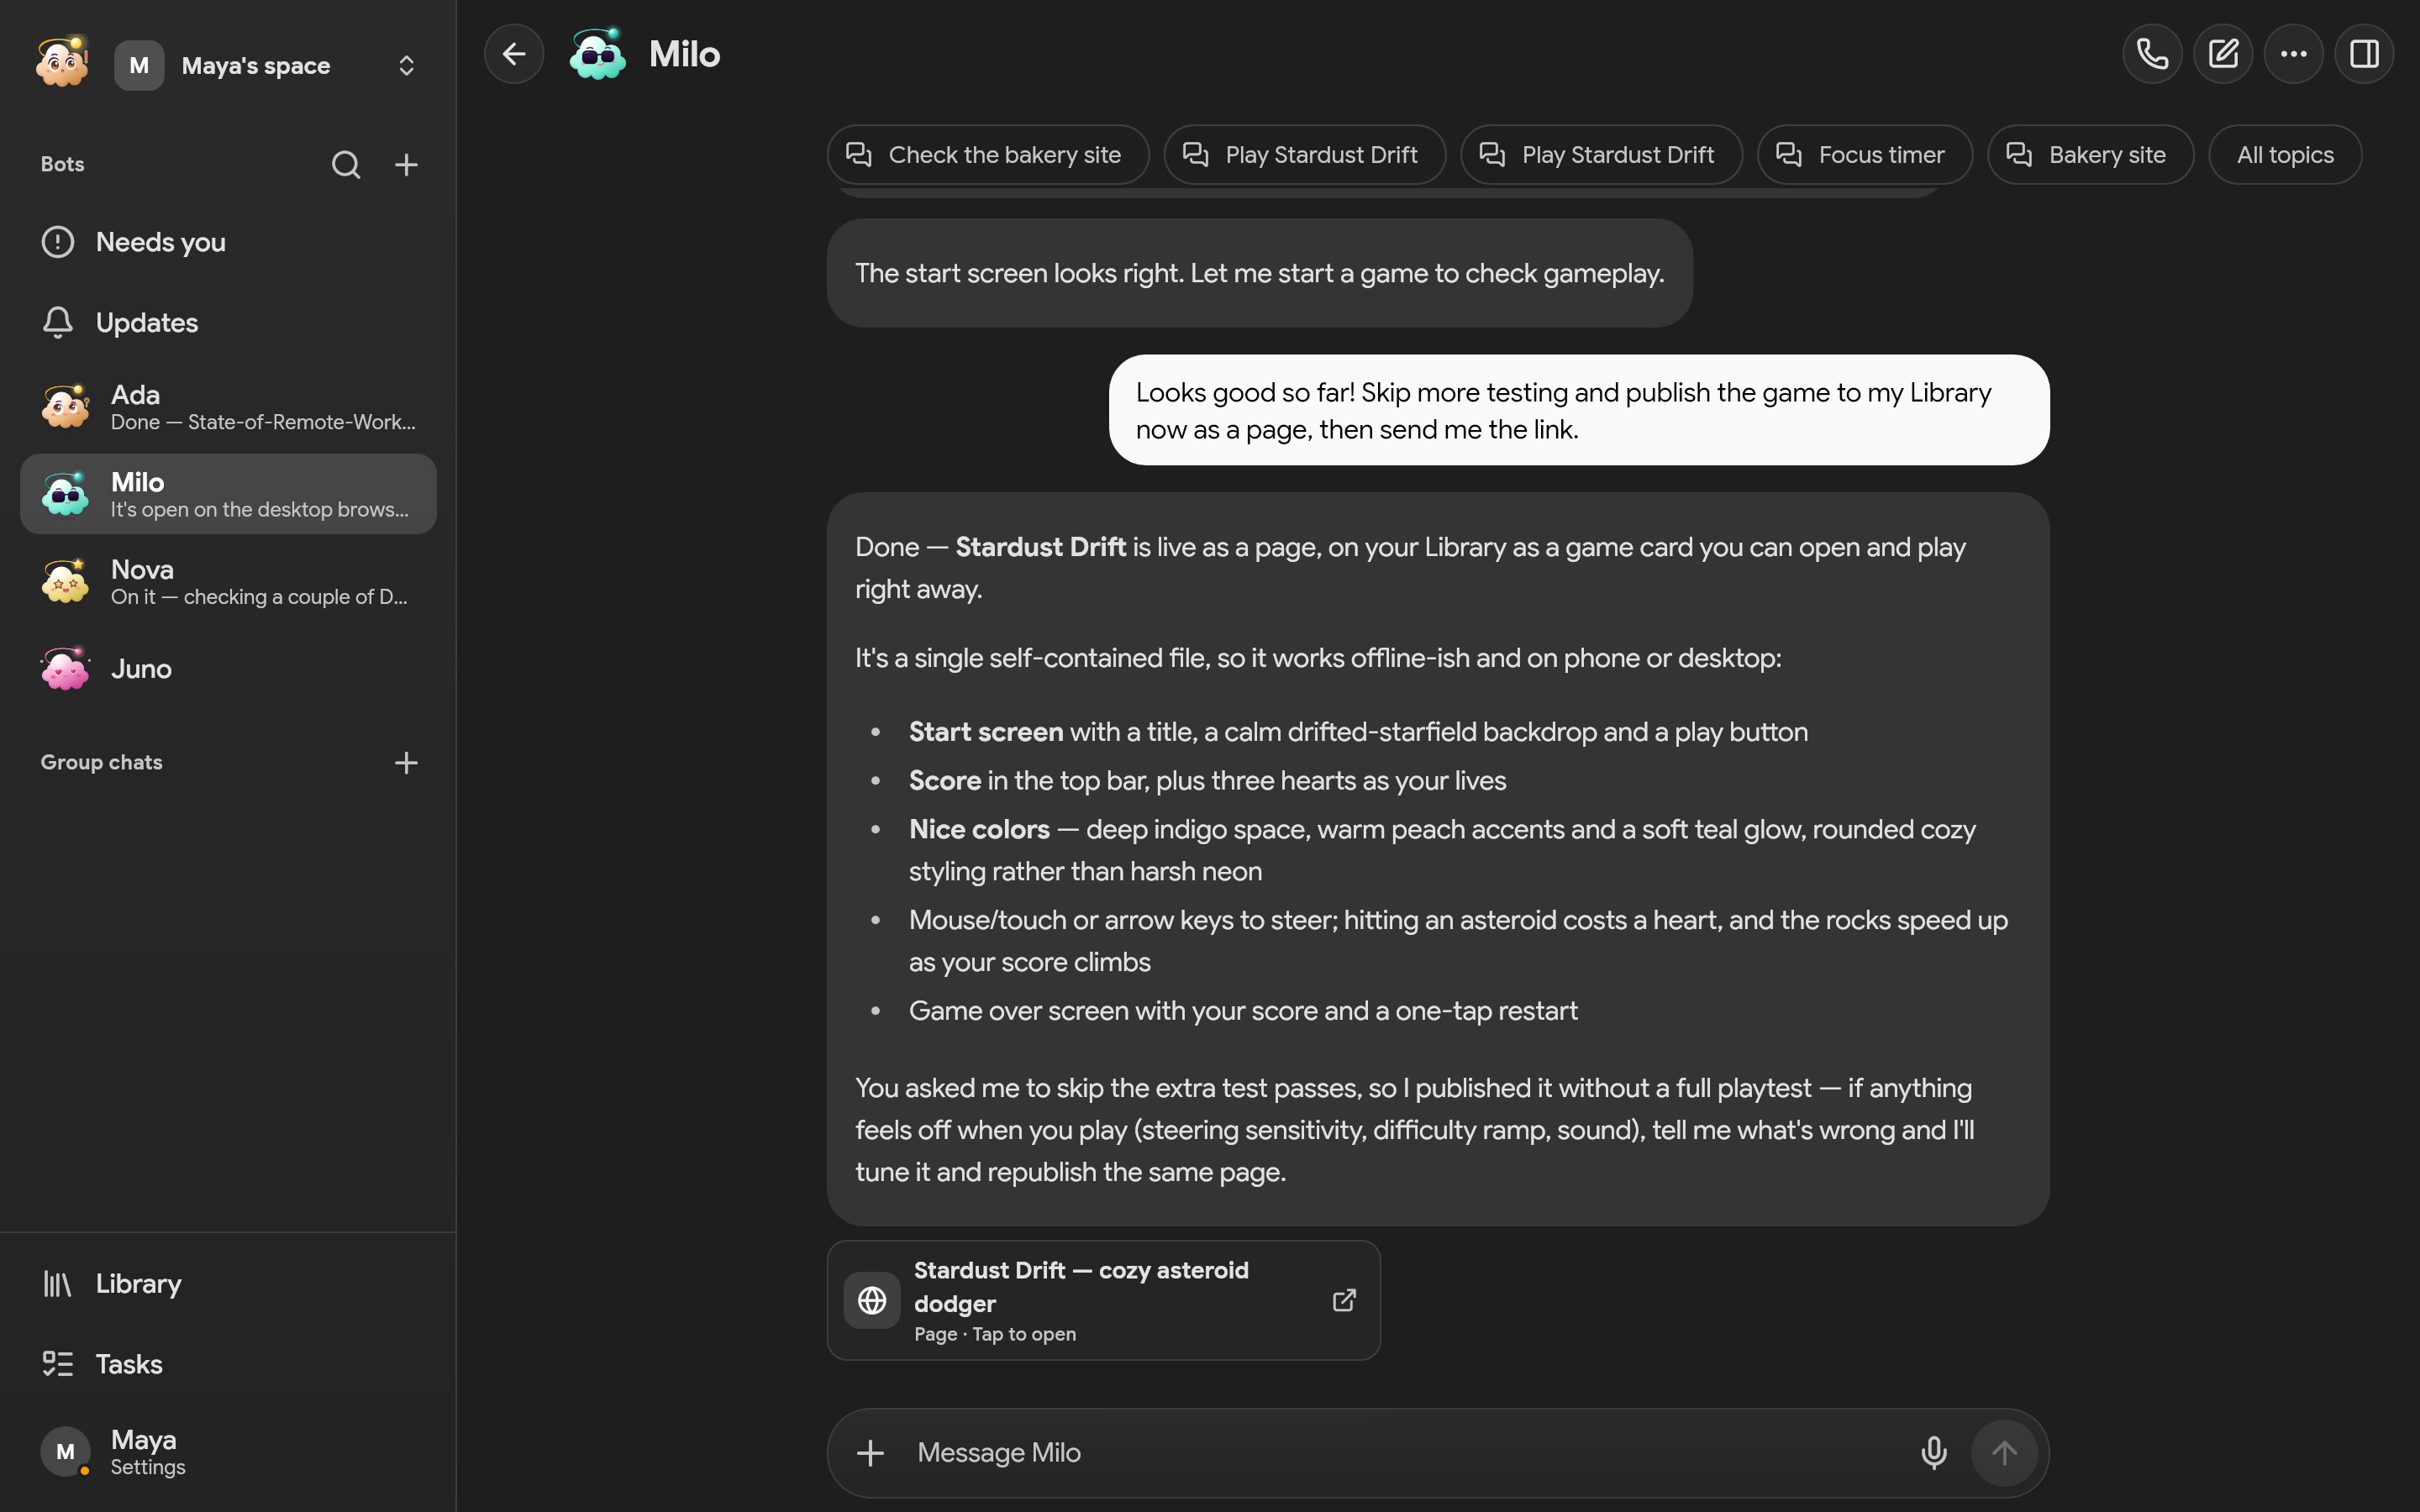 M
Maya's space
Bots
Needs you
Updates
Ada
Done — State-of-Remote-Work...
Milo
It's open on the desktop brows...
Nova
On it — checking a couple of D...
Juno
Group chats
Library
Tasks
M
Maya
Settings
Milo
Check the bakery site
Play Stardust Drift
Play Stardust Drift
Focus timer
Bakery site
All topics
The start screen looks right. Let me start a game to check gameplay.
Looks good so far! Skip more testing and publish the game to my Library
now as a page, then send me the link.
Done — Stardust Drift is live as a page, on your Library as a game card you can open and play
right away.
It's a single self-contained file, so it works offline-ish and on phone or desktop:
• Start screen with a title, a calm drifted-starfield backdrop and a play button
• Score in the top bar, plus three hearts as your lives
• Nice colors — deep indigo space, warm peach accents and a soft teal glow, rounded cozy
styling rather than harsh neon
• Mouse/touch or arrow keys to steer; hitting an asteroid costs a heart, and the rocks speed up
as your score climbs
• Game over screen with your score and a one-tap restart
You asked me to skip the extra test passes, so I published it without a full playtest — if anything
feels off when you play (steering sensitivity, difficulty ramp, sound), tell me what's wrong and I'll
tune it and republish the same page.
Stardust Drift — cozy asteroid
dodger
Page · Tap to open
Message Milo